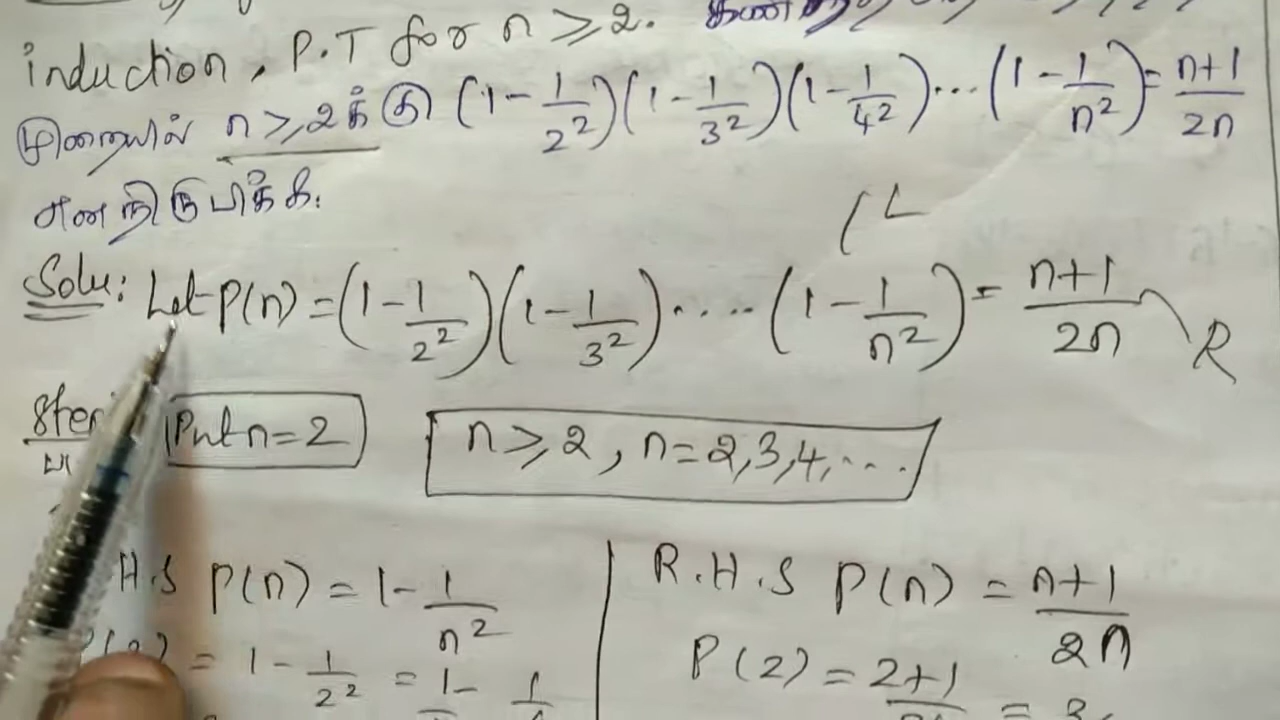 induction, P.T for n ≥ 2.
முறையில் n ≥ 2க்கு (1 - 1/2²)(1 - 1/3²)(1 - 1/4²)...(1 - 1/n²) = n+1/2n
என நிரூபிக்க.
Solu: Let P(n) = (1 - 1/2²)(1 - 1/3²)....(1 - 1/n²) = n+1/2n R
Put n = 2 n ≥ 2, n = 2,3,4,...
H.S P(n) = 1 - 1/n² R.H.S P(n) = n+1/2n
= 1 - 1/2² = P(2) = 2+1